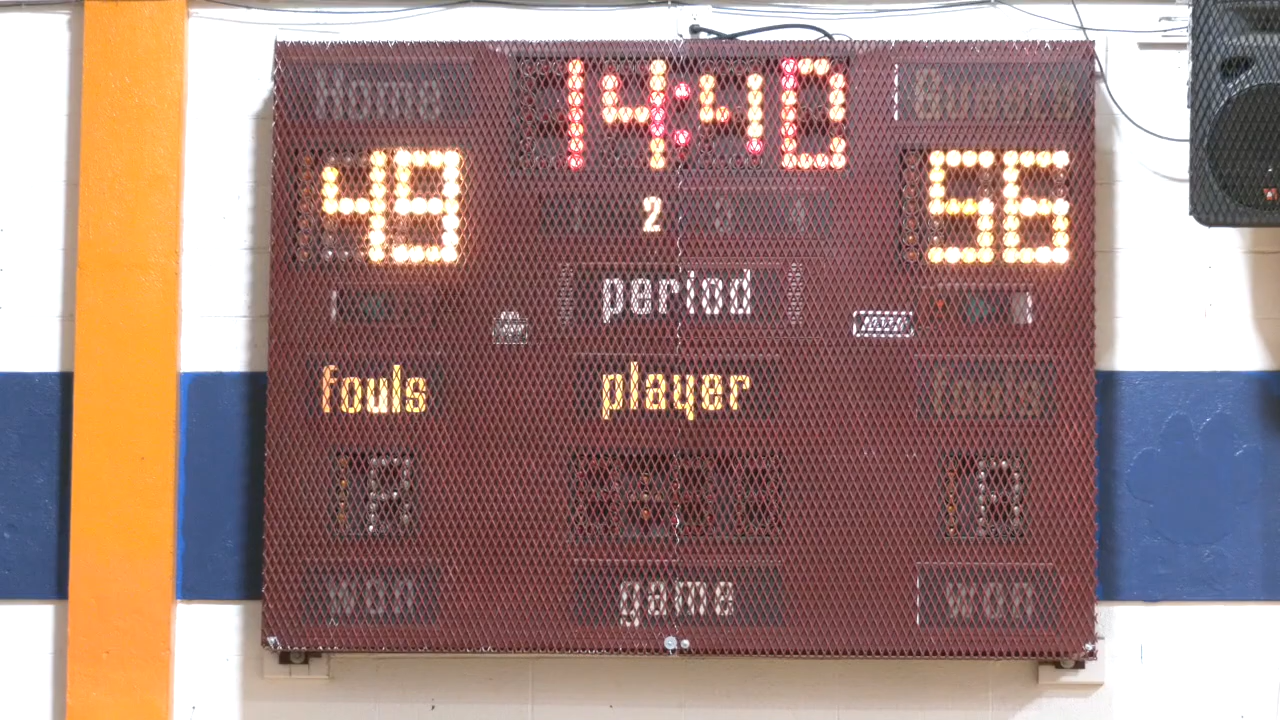 Home 14:40 Guests
49 2 56
period
fouls player fouls
won game won